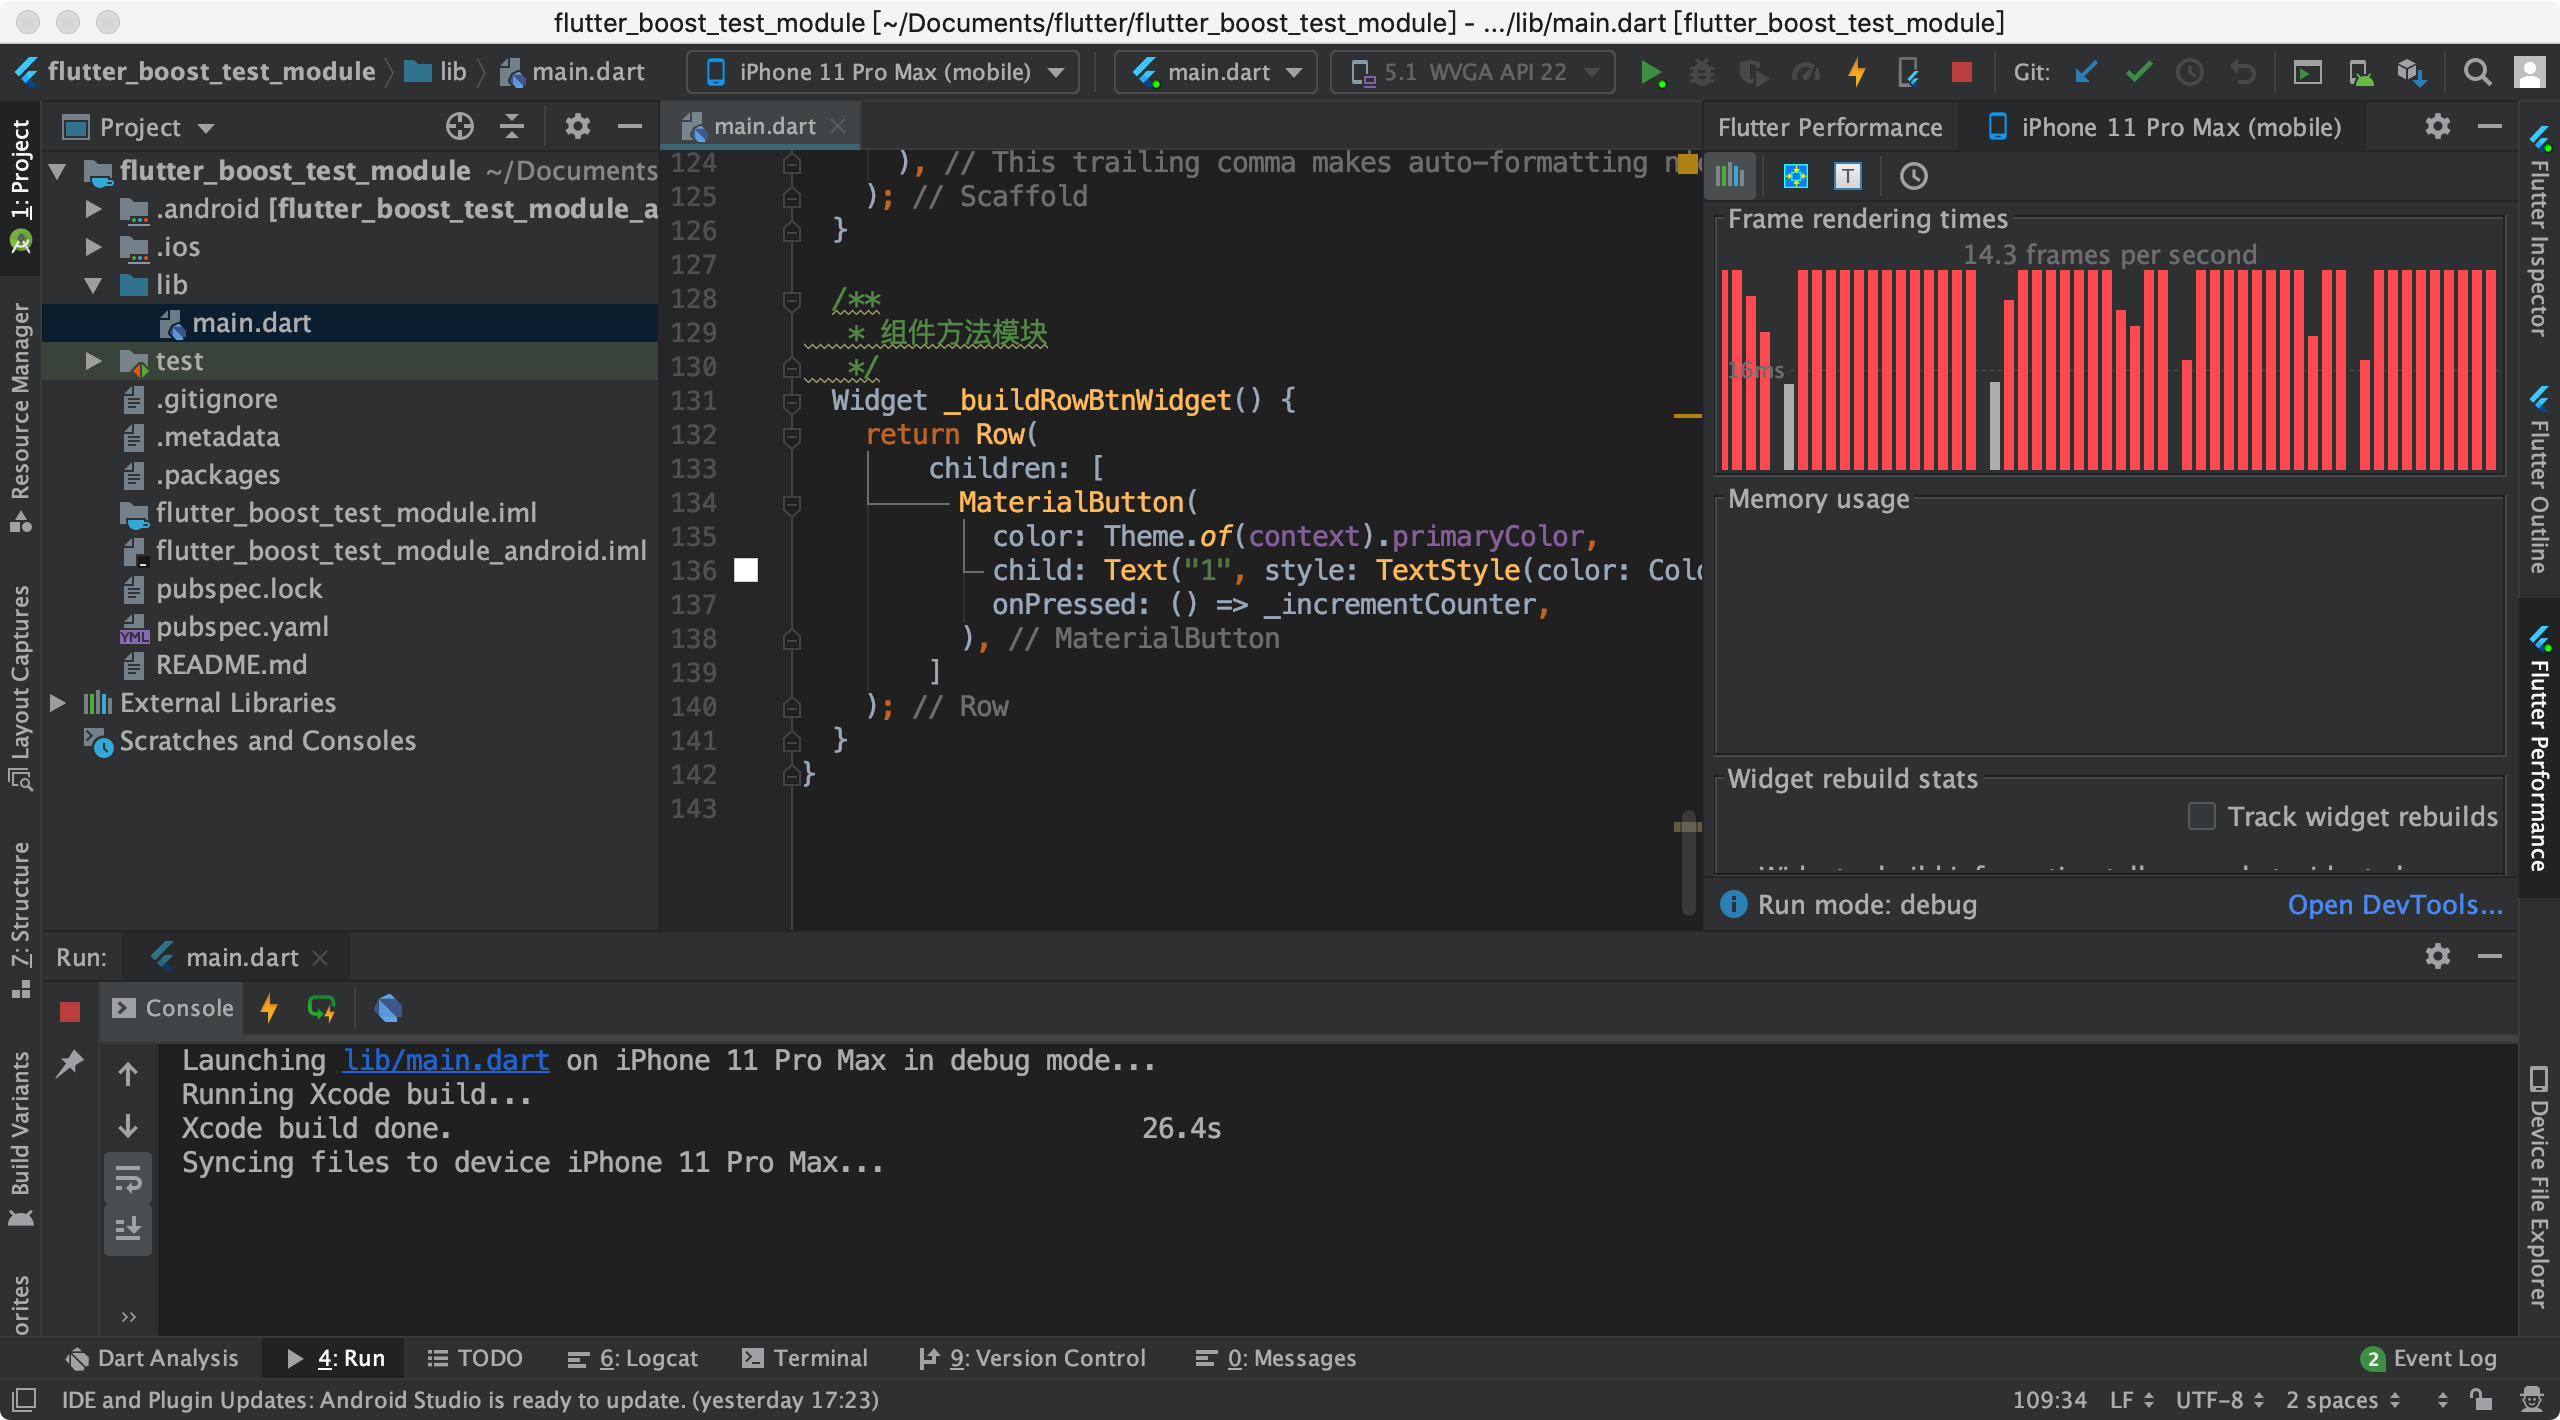 flutter_boost_test_module [~/Documents/flutter/flutter_boost_test_module] - .../lib/main.dart [flutter_boost_test_module]
flutter_boost_test_module
lib
main.dart
iPhone 11 Pro Max (mobile)
main.dart
5.1 WVGA API 22
Git:
1: Project
Resource Manager
Layout Captures
Z: Structure
Build Variants
orites
Project
flutter_boost_test_module ~/Documents
.android [flutter_boost_test_module_a
.ios
lib
main.dart
test
.gitignore
.metadata
.packages
flutter_boost_test_module.iml
flutter_boost_test_module_android.iml
pubspec.lock
pubspec.yaml
README.md
External Libraries
Scratches and Consoles
main.dart
124 ), // This trailing comma makes auto-formatting
125 ); // Scaffold
126 }
127
128 /**
129 * 组件方法模块
130 */
131 Widget _buildRowBtnWidget() {
132 return Row(
133 children: [
134 MaterialButton(
135 color: Theme.of(context).primaryColor,
136 child: Text("1", style: TextStyle(color: Colo
137 onPressed: () => _incrementCounter,
138 ), // MaterialButton
139 ]
140 ); // Row
141 }
142 }
143
Flutter Performance
iPhone 11 Pro Max (mobile)
Frame rendering times
14.3 frames per second
16ms
Memory usage
Widget rebuild stats
Track widget rebuilds
Run mode: debug
Open DevTools...
Flutter Inspector
Flutter Outline
Flutter Performance
Device File Explorer
Run:
main.dart
Console
Launching lib/main.dart on iPhone 11 Pro Max in debug mode...
Running Xcode build...
Xcode build done. 26.4s
Syncing files to device iPhone 11 Pro Max...
Dart Analysis
4: Run
TODO
6: Logcat
Terminal
9: Version Control
0: Messages
2 Event Log
IDE and Plugin Updates: Android Studio is ready to update. (yesterday 17:23)
109:34
LF
UTF-8
2 spaces